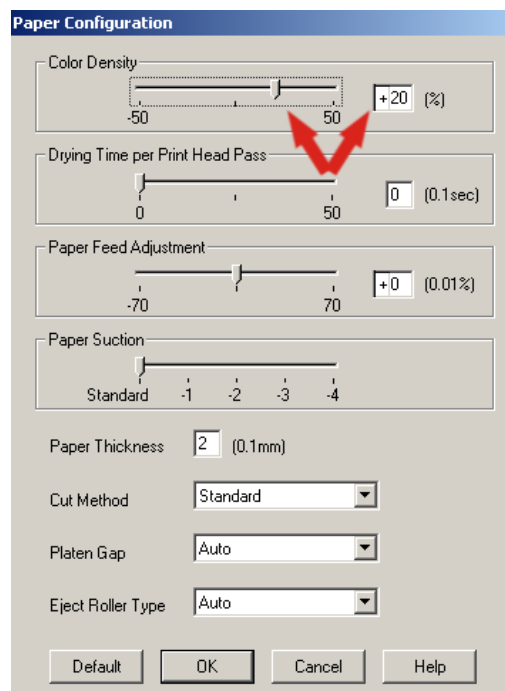 Paper Configuration
Color Density
-50 50
+20 (%)
Drying Time per Print Head Pass
0 50
0 (0.1sec)
Paper Feed Adjustment
-70 70
+0 (0.01%)
Paper Suction
Standard -1 -2 -3 -4
Paper Thickness 2 (0.1mm)
Cut Method Standard
Platen Gap Auto
Eject Roller Type Auto
Default OK Cancel Help